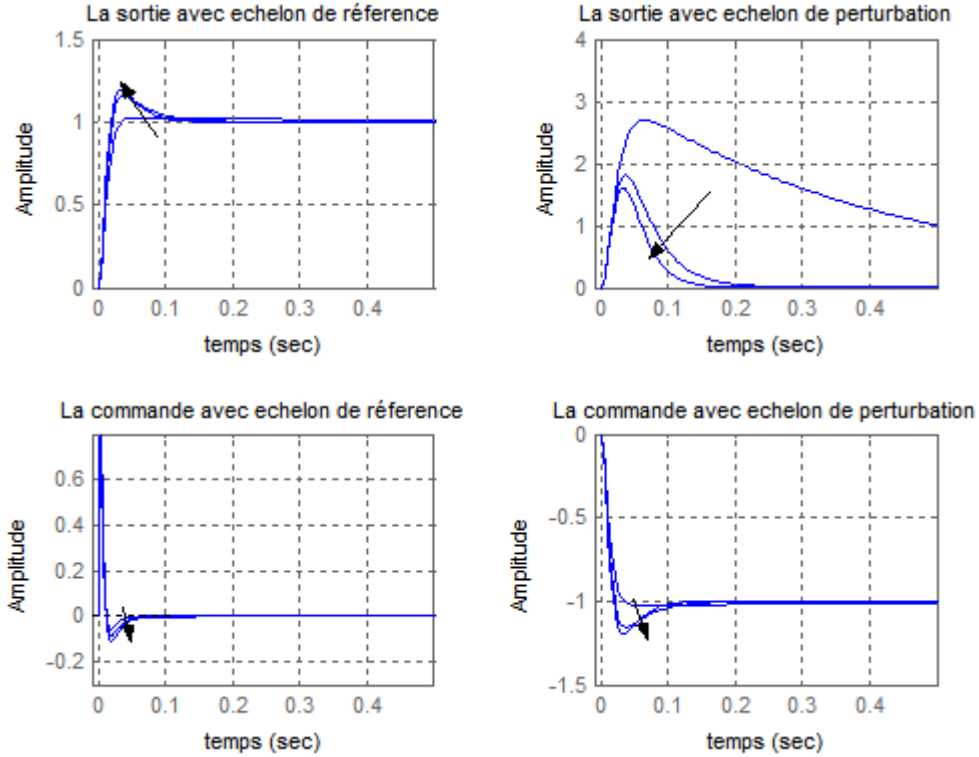 La sortie avec echelon de réference
1.5
1
0.5
0
Amplitude
0 0.1 0.2 0.3 0.4
temps (sec)
La sortie avec echelon de perturbation
4
3
2
1
0
Amplitude
0 0.1 0.2 0.3 0.4
temps (sec)
La commande avec echelon de réference
0.6
0.4
0.2
0
-0.2
Amplitude
0 0.1 0.2 0.3 0.4
temps (sec)
La commande avec echelon de perturbation
0
-0.5
-1
-1.5
Amplitude
0 0.1 0.2 0.3 0.4
temps (sec)